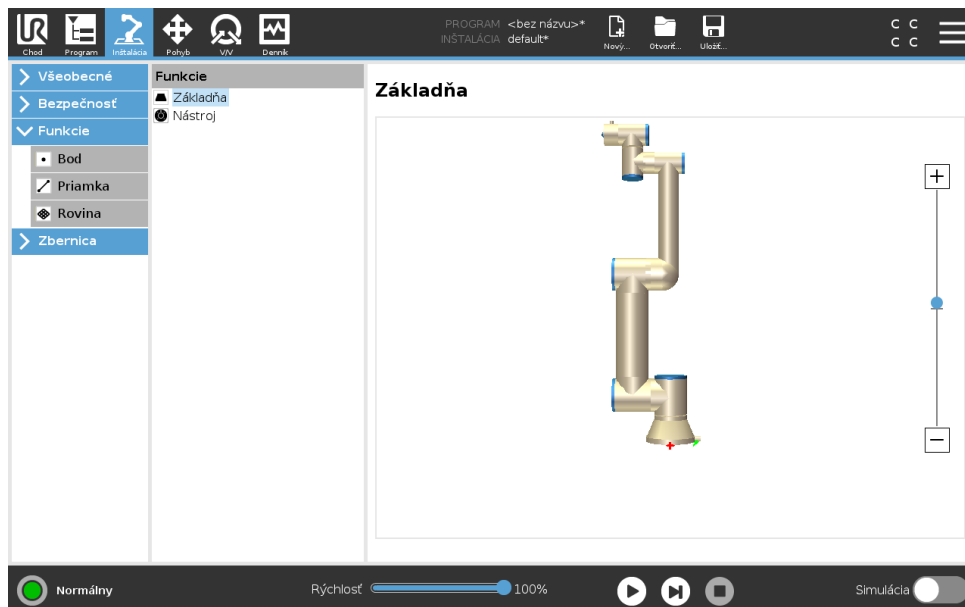 UR
Chod
Program
Inštalácia
Pohyb
V/V
Denník
PROGRAM <bez názvu>*
INŠTALÁCIA default*
Nový...
Otvoriť...
Uložiť...
C C
C C
Všeobecné
Bezpečnosť
Funkcie
Bod
Priamka
Rovina
Zbernica
Funkcie
Základňa
Nástroj
Základňa
Normálny
Rýchlosť
100%
Simulácia